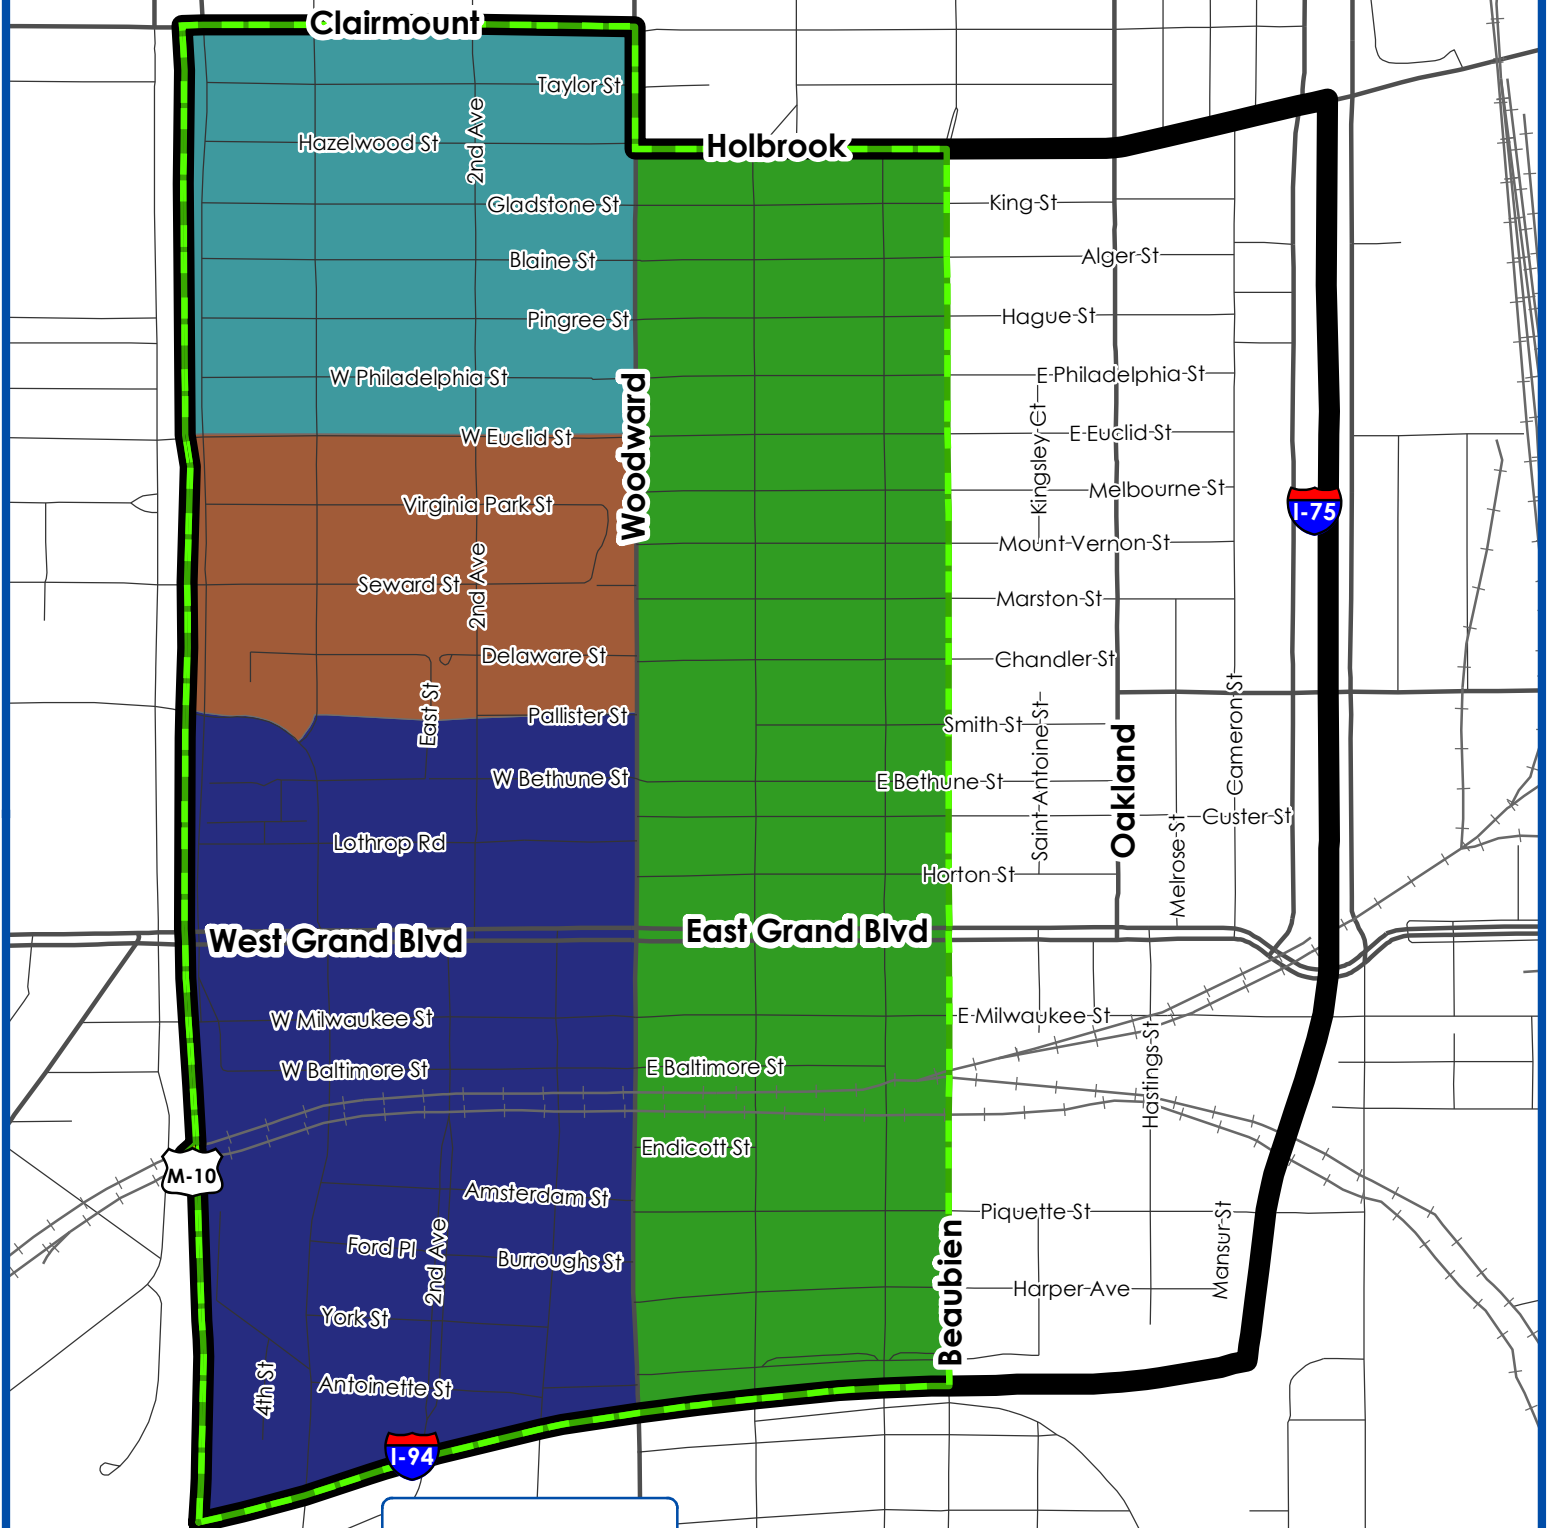 Clairmount
Taylor St
2nd Ave
Hazelwood St
Holbrook
Gladstone St
King St
Blaine St
Alger St
Pingree St
Hague St
W Philadelphia St
E Philadelphia St
Woodward
Kingsley Ct
W Euclid St
E Euclid St
Virginia Park St
Melbourne St
I-75
Mount Vernon St
2nd Ave
Seward St
Marston St
Delaware St
Chandler St
East St
Pallister St
Smith St
Saint Antoine St
Oakland
Cameron St
W Bethune St
E Bethune St
Lothrop Rd
Custer St
Melrose St
Horton St
West Grand Blvd
East Grand Blvd
W Milwaukee St
E Milwaukee St
W Baltimore St
E Baltimore St
Hastings St
Endicott St
M-10
Amsterdam St
Piquette St
Mansur St
Ford Pl
2nd Ave
Burroughs St
Beaubien
Harper Ave
York St
4th St
Antoinette St
I-94